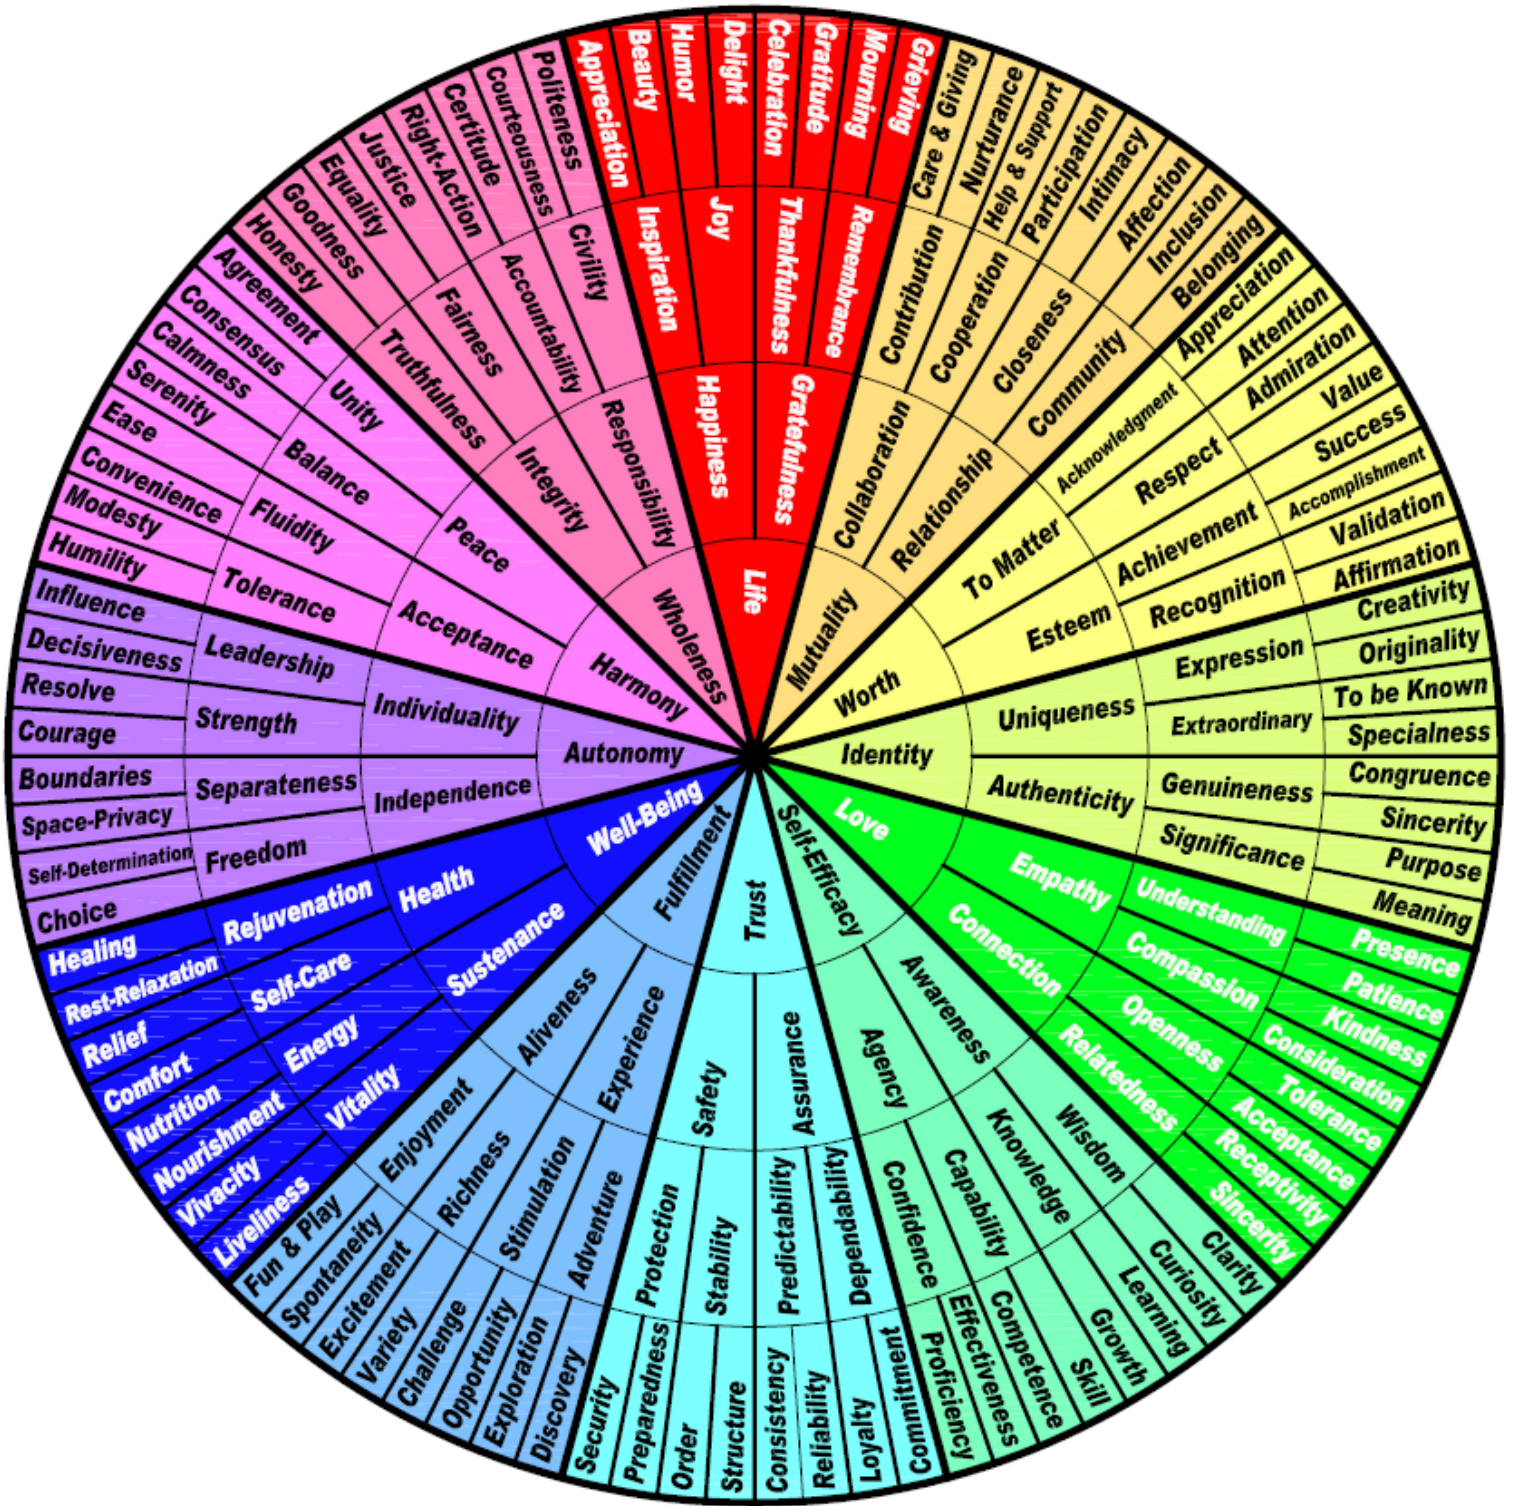 Life
Happiness
Gratefulness
Inspiration
Joy
Thankfulness
Remembrance
Appreciation
Beauty
Humor
Delight
Celebration
Gratitude
Mourning
Grieving
Mutuality
Collaboration
Relationship
Contribution
Cooperation
Closeness
Community
Care & Giving
Nurturance
Help & Support
Participation
Intimacy
Affection
Inclusion
Belonging
Worth
To Matter
Esteem
Acknowledgment
Respect
Achievement
Recognition
Appreciation
Attention
Admiration
Value
Success
Accomplishment
Validation
Affirmation
Identity
Uniqueness
Authenticity
Expression
Extraordinary
Genuineness
Significance
Creativity
Originality
To be Known
Specialness
Congruence
Sincerity
Purpose
Meaning
Love
Empathy
Connection
Understanding
Compassion
Openness
Relatedness
Presence
Patience
Kindness
Consideration
Tolerance
Acceptance
Receptivity
Sincerity
Self-Efficacy
Awareness
Agency
Wisdom
Knowledge
Capability
Confidence
Clarity
Curiosity
Learning
Growth
Skill
Competence
Effectiveness
Proficiency
Trust
Assurance
Safety
Dependability
Predictability
Stability
Protection
Commitment
Loyalty
Reliability
Consistency
Structure
Order
Preparedness
Security
Fulfillment
Experience
Aliveness
Adventure
Stimulation
Richness
Enjoyment
Discovery
Exploration
Opportunity
Challenge
Variety
Excitement
Spontaneity
Fun & Play
Well-Being
Sustenance
Health
Vitality
Energy
Self-Care
Rejuvenation
Liveliness
Vivacity
Nourishment
Nutrition
Comfort
Relief
Rest-Relaxation
Healing
Autonomy
Independence
Individuality
Freedom
Separateness
Strength
Leadership
Choice
Self-Determination
Space-Privacy
Boundaries
Courage
Resolve
Decisiveness
Influence
Harmony
Acceptance
Peace
Tolerance
Fluidity
Balance
Unity
Humility
Modesty
Convenience
Ease
Serenity
Calmness
Consensus
Agreement
Wholeness
Integrity
Responsibility
Truthfulness
Fairness
Accountability
Civility
Honesty
Goodness
Equality
Justice
Right-Action
Certitude
Courteousness
Politeness